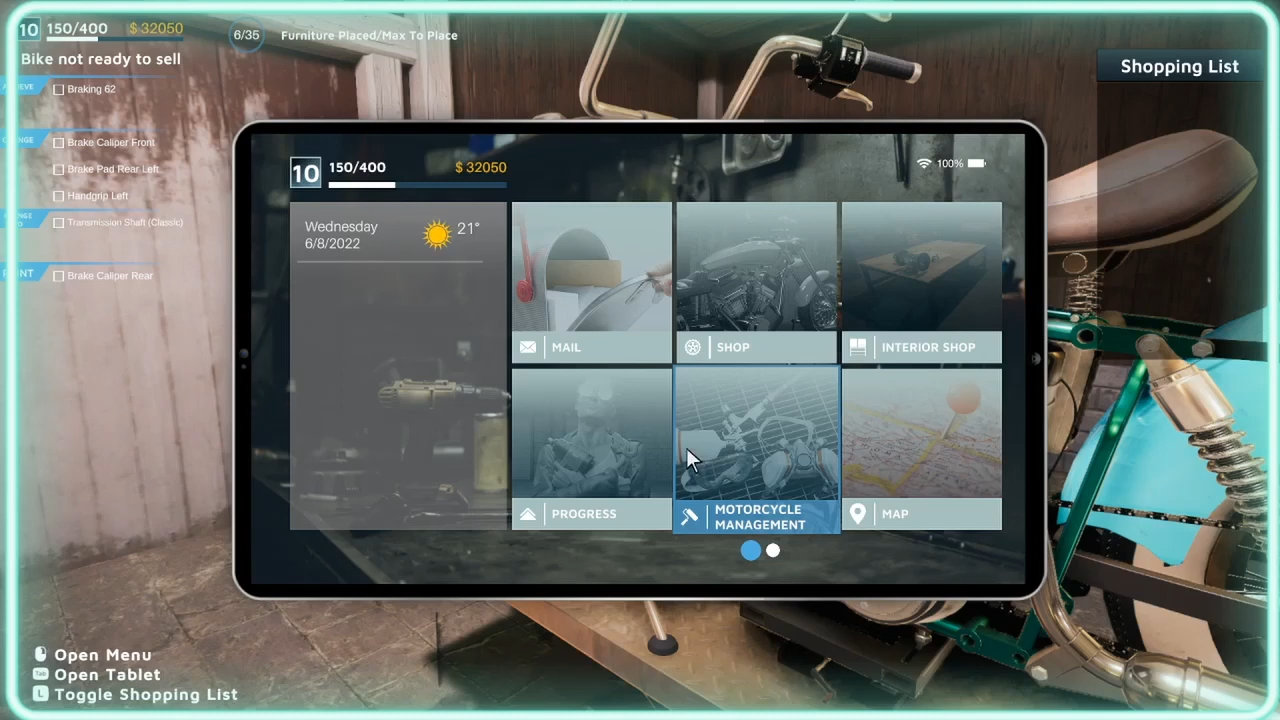 10 150/400 $ 32050
6/35 Furniture Placed/Max To Place
Bike not ready to sell
Braking 62
Brake Caliper Front
Brake Pad Rear Left
Handgrip Left
Transmission Shaft (Classic)
Brake Caliper Rear
Shopping List
10 150/400 $ 32050
100%
Wednesday
6/8/2022
21°
MAIL
SHOP
INTERIOR SHOP
PROGRESS
MOTORCYCLE
MANAGEMENT
MAP
Open Menu
Tab Open Tablet
L Toggle Shopping List